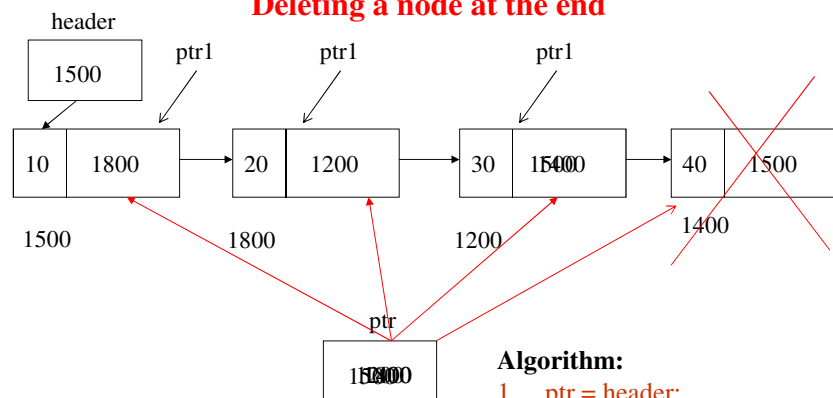 Deleting a node at the end
header
ptr1 ptr1 ptr1
1500
10 1800 20 1200 30 40 1500
1500 1800 1200 1400
ptr
Algorithm:
1. ptr = header;